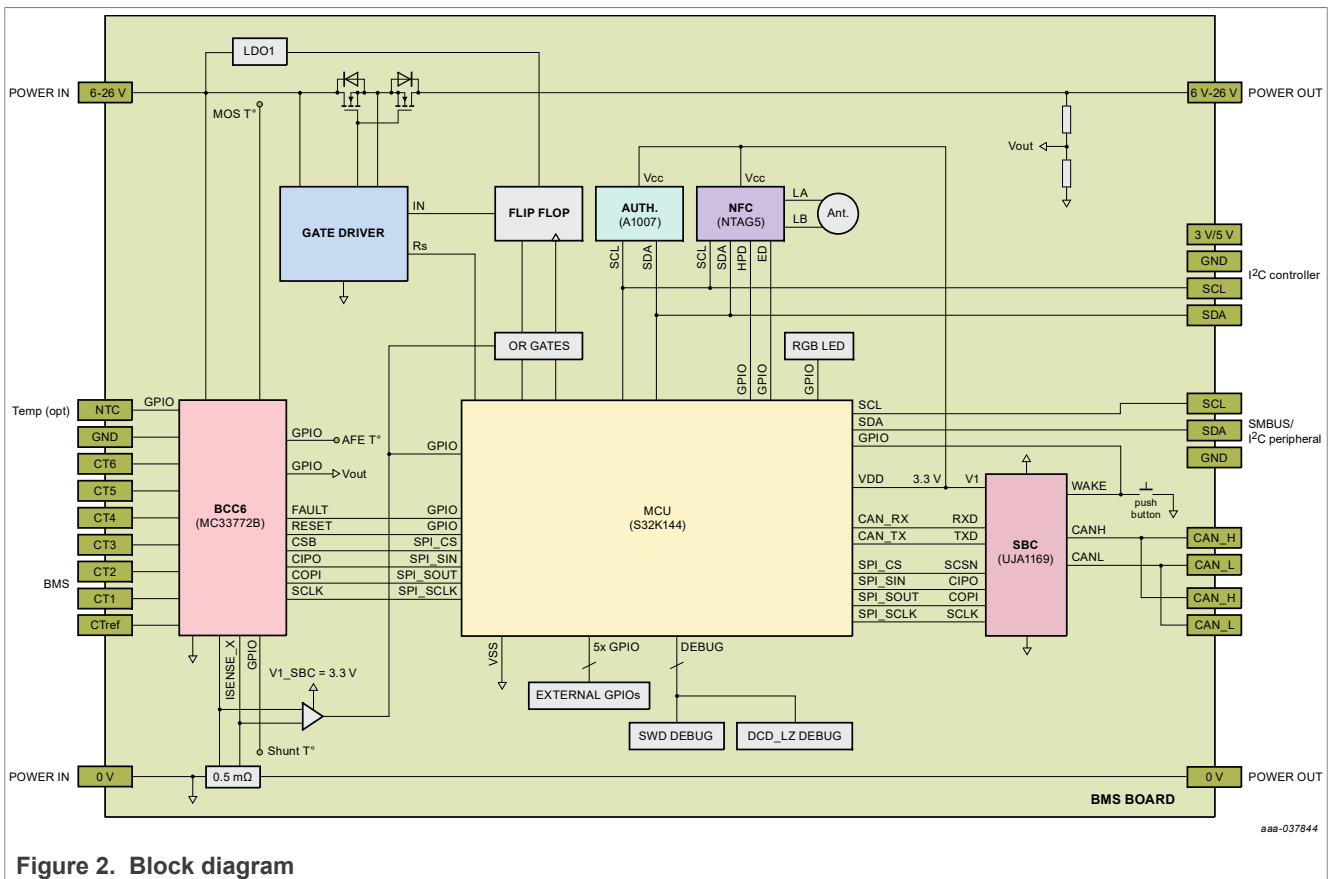 LDO1
POWER IN
6-26 V
MOS T°
6 V-26 V
POWER OUT
Vout
Vcc
Vcc
GATE DRIVER
IN
Rs
FLIP FLOP
AUTH.
(A1007)
NFC
(NTAG5)
LA
LB
Ant.
SCL
SDA
SCL
SDA
HPD
ED
3 V/5 V
GND
SCL
SDA
I2C controller
OR GATES
RGB LED
GPIO
GPIO
GPIO
Temp (opt)
NTC
GND
CT6
CT5
CT4
CT3
CT2
CT1
CTref
BMS
GPIO
BCC6
(MC33772B)
GPIO
AFE T°
GPIO
Vout
GPIO
FAULT
GPIO
RESET
GPIO
CSB
SPI_CS
CIPO
SPI_SIN
COPI
SPI_SOUT
SCLK
SPI_SCLK
MCU
(S32K144)
SCL
SDA
GPIO
VDD
3.3 V
V1
CAN_RX
RXD
CAN_TX
TXD
SPI_CS
SCSN
SPI_SIN
CIPO
SPI_SOUT
COPI
SPI_SCLK
SCLK
SBC
(UJA1169)
WAKE
push
button
CANH
CANL
SCL
SDA
GND
SMBUS/
I2C peripheral
CAN_H
CAN_L
CAN_H
CAN_L
ISENSE_X
GPIO
V1_SBC = 3.3 V
Shunt T°
VSS
5x GPIO
DEBUG
EXTERNAL GPIOs
SWD DEBUG
DCD_LZ DEBUG
POWER IN
0 V
0.5 mΩ
0 V
POWER OUT
BMS BOARD
aaa-037844
Figure 2. Block diagram